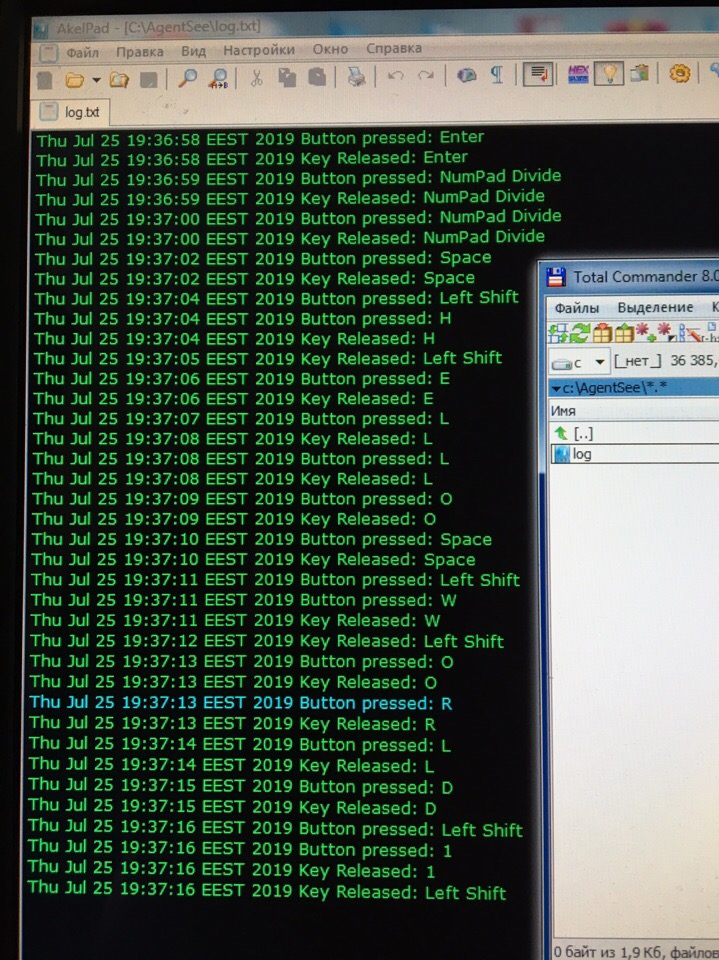 AkelPad - [C:\AgentSee\log.txt]
Файл Правка Вид Настройки Окно Справка
log.txt
Thu Jul 25 19:36:58 EEST 2019 Button pressed: Enter
Thu Jul 25 19:36:58 EEST 2019 Key Released: Enter
Thu Jul 25 19:36:59 EEST 2019 Button pressed: NumPad Divide
Thu Jul 25 19:36:59 EEST 2019 Key Released: NumPad Divide
Thu Jul 25 19:37:00 EEST 2019 Button pressed: NumPad Divide
Thu Jul 25 19:37:00 EEST 2019 Key Released: NumPad Divide
Thu Jul 25 19:37:02 EEST 2019 Button pressed: Space
Thu Jul 25 19:37:02 EEST 2019 Key Released: Space
Thu Jul 25 19:37:04 EEST 2019 Button pressed: Left Shift
Thu Jul 25 19:37:04 EEST 2019 Button pressed: H
Thu Jul 25 19:37:04 EEST 2019 Key Released: H
Thu Jul 25 19:37:05 EEST 2019 Key Released: Left Shift
Thu Jul 25 19:37:06 EEST 2019 Button pressed: E
Thu Jul 25 19:37:06 EEST 2019 Key Released: E
Thu Jul 25 19:37:07 EEST 2019 Button pressed: L
Thu Jul 25 19:37:08 EEST 2019 Key Released: L
Thu Jul 25 19:37:08 EEST 2019 Button pressed: L
Thu Jul 25 19:37:08 EEST 2019 Key Released: L
Thu Jul 25 19:37:09 EEST 2019 Button pressed: O
Thu Jul 25 19:37:09 EEST 2019 Key Released: O
Thu Jul 25 19:37:10 EEST 2019 Button pressed: Space
Thu Jul 25 19:37:10 EEST 2019 Key Released: Space
Thu Jul 25 19:37:11 EEST 2019 Button pressed: Left Shift
Thu Jul 25 19:37:11 EEST 2019 Button pressed: W
Thu Jul 25 19:37:11 EEST 2019 Key Released: W
Thu Jul 25 19:37:12 EEST 2019 Key Released: Left Shift
Thu Jul 25 19:37:13 EEST 2019 Button pressed: O
Thu Jul 25 19:37:13 EEST 2019 Key Released: O
Thu Jul 25 19:37:13 EEST 2019 Button pressed: R
Thu Jul 25 19:37:13 EEST 2019 Key Released: R
Thu Jul 25 19:37:14 EEST 2019 Button pressed: L
Thu Jul 25 19:37:14 EEST 2019 Key Released: L
Thu Jul 25 19:37:15 EEST 2019 Button pressed: D
Thu Jul 25 19:37:15 EEST 2019 Key Released: D
Thu Jul 25 19:37:16 EEST 2019 Button pressed: Left Shift
Thu Jul 25 19:37:16 EEST 2019 Button pressed: 1
Thu Jul 25 19:37:16 EEST 2019 Key Released: 1
Thu Jul 25 19:37:16 EEST 2019 Key Released: Left Shift
Total Commander 8.0
Файлы Выделение К
c [_нет_] 36 385,
c:\AgentSee\*.*
Имя
[..]
log
0 байт из 1,9 Кб, файлов